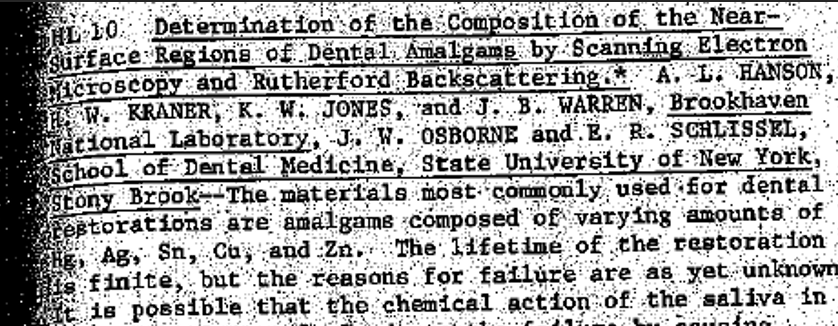 HL 10 Determination of the Composition of the Near-
Surface Regions of Dental Amalgams by Scanning Electron
Microscopy and Rutherford Backscattering.* A. L. HANSON,
H. W. KRANER, K. W. JONES, and J. B. WARREN, Brookhaven
National Laboratory, J. W. OSBORNE and E. R. SCHLISSEL,
School of Dental Medicine, State University of New York,
Stony Brook--The materials most commonly used for dental
restorations are amalgams composed of varying amounts of
Hg, Ag, Sn, Cu, and Zn. The lifetime of the restoration
is finite, but the reasons for failure are as yet unknown
It is possible that the chemical action of the saliva in